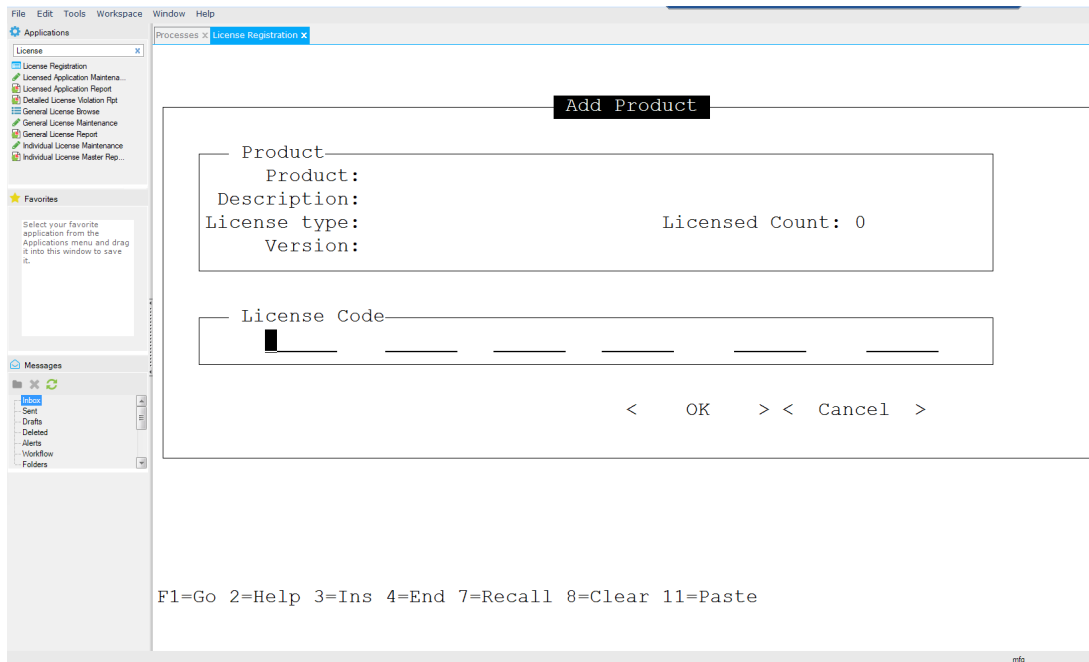 File Edit Tools Workspace Window Help
Applications
License x
License Registration
Licensed Application Maintena...
Licensed Application Report
Detailed License Violation Rpt
General License Browse
General License Maintenance
General License Report
Individual License Maintenance
Individual License Master Rep...
Favorites
Select your favorite
application from the
Applications menu and drag
it into this window to save
it.
Messages
Inbox
Sent
Drafts
Deleted
Alerts
Workflow
Folders
Processes x License Registration x
Add Product
Product
Product:
Description:
License type: Licensed Count: 0
Version:
License Code
< OK > < Cancel >
F1=Go 2=Help 3=Ins 4=End 7=Recall 8=Clear 11=Paste
mfg